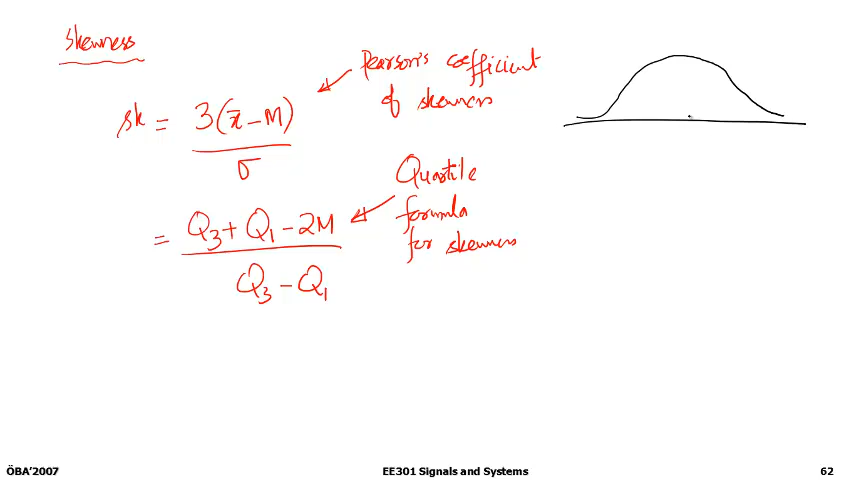 Skewness
Pearson's coefficient
of skewness
sk = 3(x̄ - M)
σ
Quartile
formula
for skewness
= Q₃ + Q₁ - 2M
Q₃ - Q₁
ÖBA'2007 EE301 Signals and Systems 62